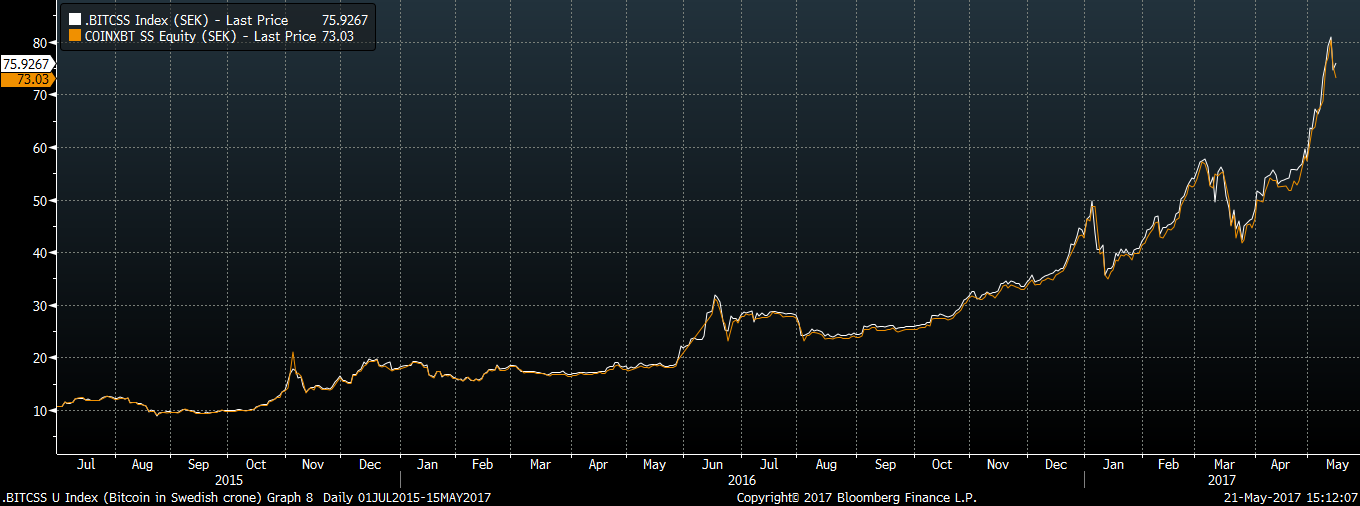 .BITCSS Index (SEK) - Last Price 75.9267
COINXBT SS Equity (SEK) - Last Price 73.03
80
75.9267
73.03
70
60
50
40
30
20
10
Jul Aug Sep Oct Nov Dec Jan Feb Mar Apr May Jun Jul Aug Sep Oct Nov Dec Jan Feb Mar Apr May
2015 2016 2017
.BITCSS U Index (Bitcoin in Swedish crone) Graph 8 Daily 01JUL2015-15MAY2017 Copyright© 2017 Bloomberg Finance L.P. 21-May-2017 15:12:07